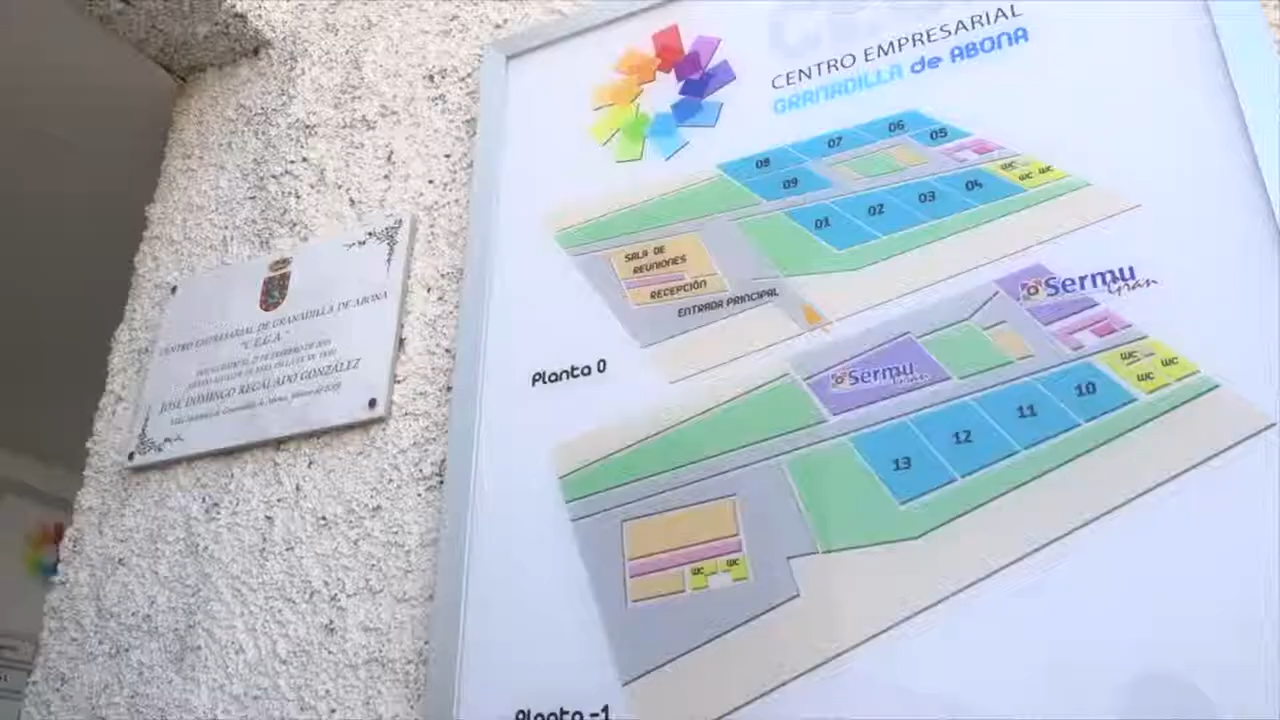 CENTRO EMPRESARIAL DE GRANADILLA DE ABONA
"C.E.G.A."
JOSÉ DOMINGO REGALADO GONZÁLEZ
CENTRO EMPRESARIAL
GRANADILLA de ABONA
06
07
05
08
09
WC
WC WC
04
03
02
01
SALA DE
REUNIONES
RECEPCIÓN
ENTRADA PRINCIPAL
Planta 0
Sermu
Gran
Sermu
Gran
WC
WC
WC WC
10
11
12
13
WC
WC
Planta -1